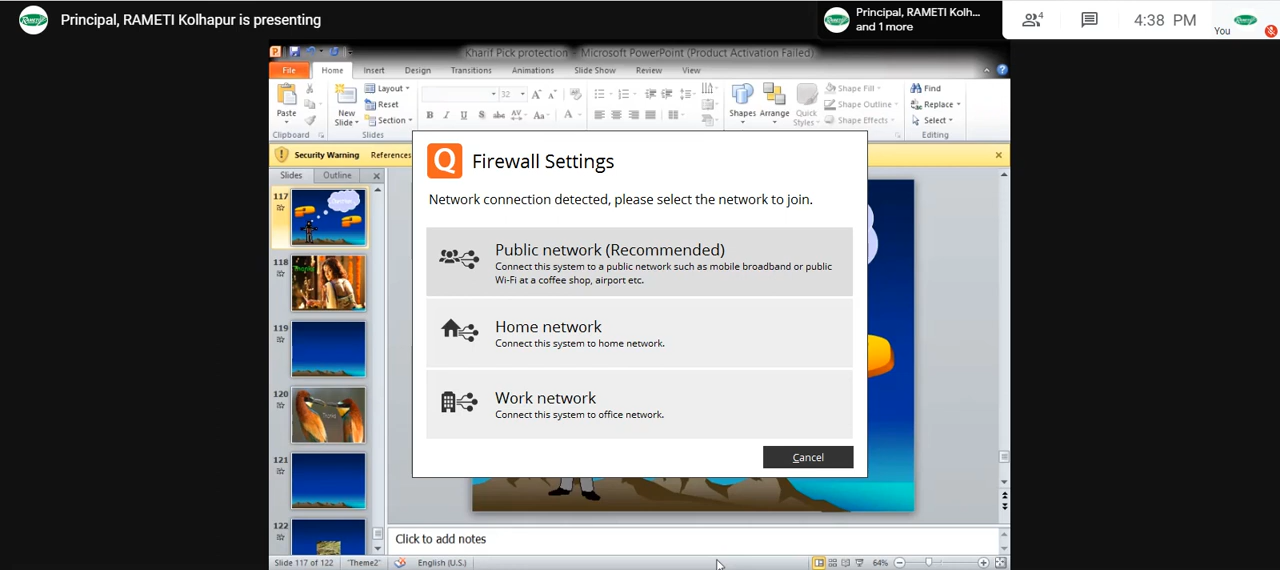 Principal, RAMETI Kolhapur is presenting
Principal, RAMETI Kolh...
and 1 more
4
4:38 PM
You
Kharif Pick protection – Microsoft PowerPoint (Product Activation Failed)
File Home Insert Design Transitions Animations Slide Show Review View
Paste
Clipboard
New
Slide
Layout
Reset
Section
Slides
32
Shapes
Arrange
Quick
Styles
Shape Fill
Shape Outline
Shape Effects
Find
Replace
Select
Editing
Security Warning References
Slides Outline
117
118
119
120
121
122
Q Firewall Settings
Network connection detected, please select the network to join.
Public network (Recommended)
Connect this system to a public network such as mobile broadband or public
Wi-Fi at a coffee shop, airport etc.
Home network
Connect this system to home network.
Work network
Connect this system to office network.
Cancel
Click to add notes
Slide 117 of 122 'Theme2' English (U.S.) 64%